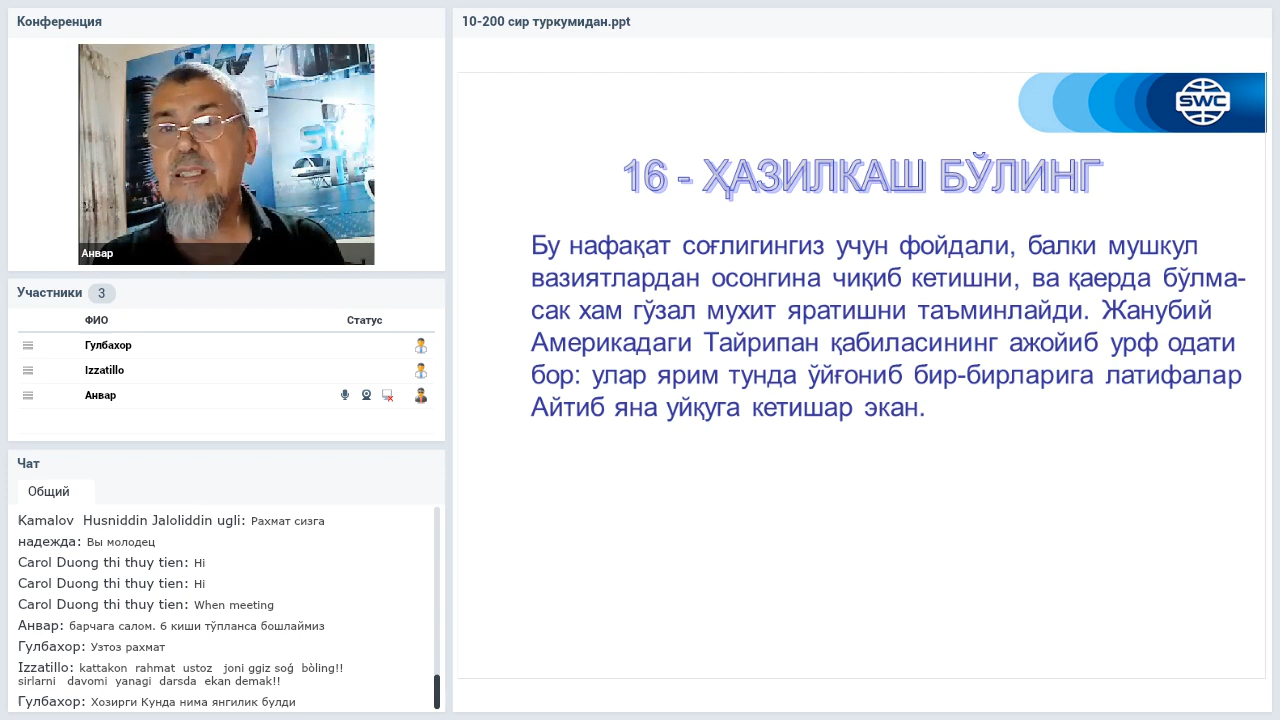 Конференция
Анвар
Участники 3
ФИО Статус
Гулбахор
Izzatillo
Анвар
Чат
Общий
Kamalov Husniddin Jaloliddin ugli: Рахмат сизга
надежда: Вы молодец
Carol Duong thi thuy tien: Hi
Carol Duong thi thuy tien: Hi
Carol Duong thi thuy tien: When meeting
Анвар: барчага салом. 6 киши тўпланса бошлаймиз
Гулбахор: Узтоз рахмат
Izzatillo: kattakon rahmat ustoz joni ggiz soǵ bòling!!
sirlarni davomi yanagi darsda ekan demak!!
Гулбахор: Хозирги Кунда нима янгилик булди
10-200 сир туркумидан.ppt
SWC
16 - ҲАЗИЛКАШ БЎЛИНГ
Бу нафақат соғлигингиз учун фойдали, балки мушкул
вазиятлардан осонгина чиқиб кетишни, ва қаерда бўлма-
сак хам гўзал мухит яратишни таъминлайди. Жанубий
Америкадаги Тайрипан қабиласининг ажойиб урф одати
бор: улар ярим тунда ўйғониб бир-бирларига латифалар
Айтиб яна уйқуга кетишар экан.